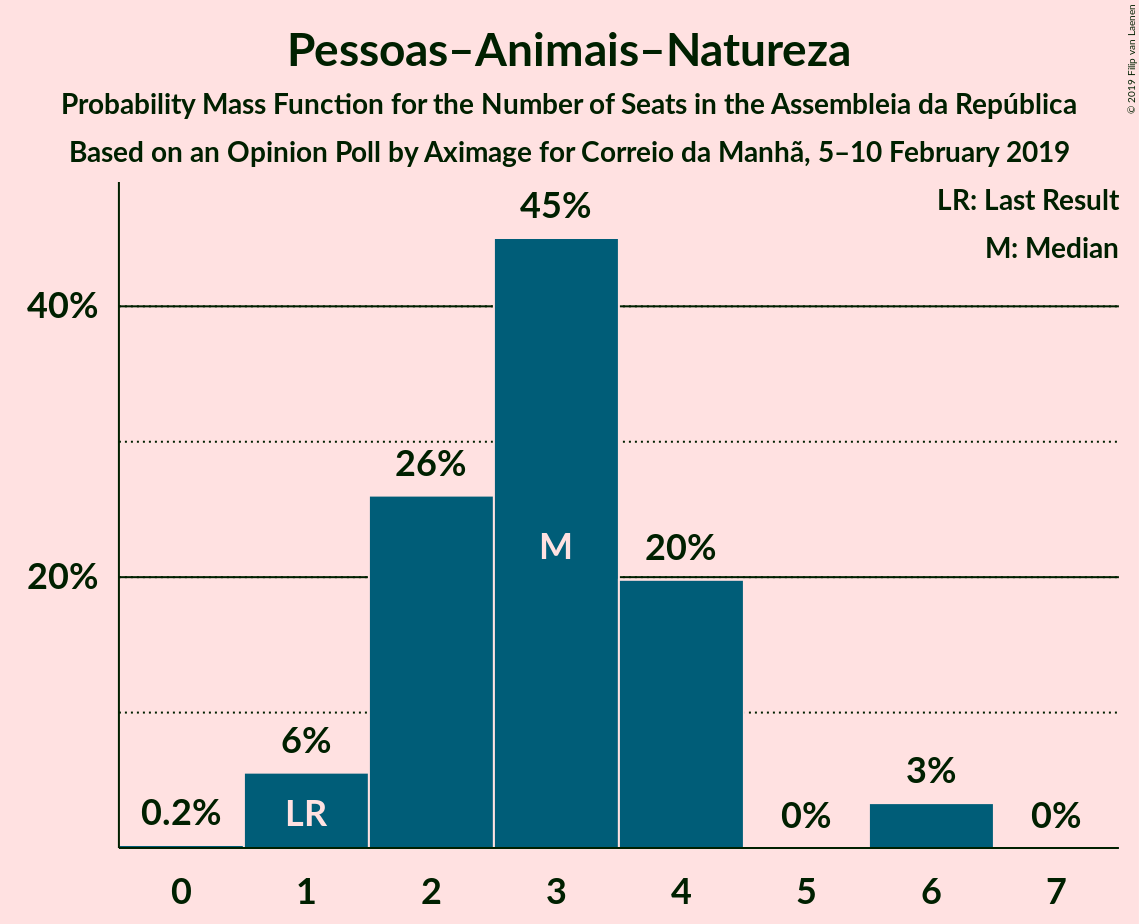 Pessoas–Animais–Natureza
Probability Mass Function for the Number of Seats in the Assembleia da República
Based on an Opinion Poll by Aximage for Correio da Manhã, 5–10 February 2019
© 2019 Filip van Laenen
LR: Last Result
M: Median
45%
40%
26%
M
20%
20%
6%
3%
0.2%
LR
0%
0%
0 1 2 3 4 5 6 7